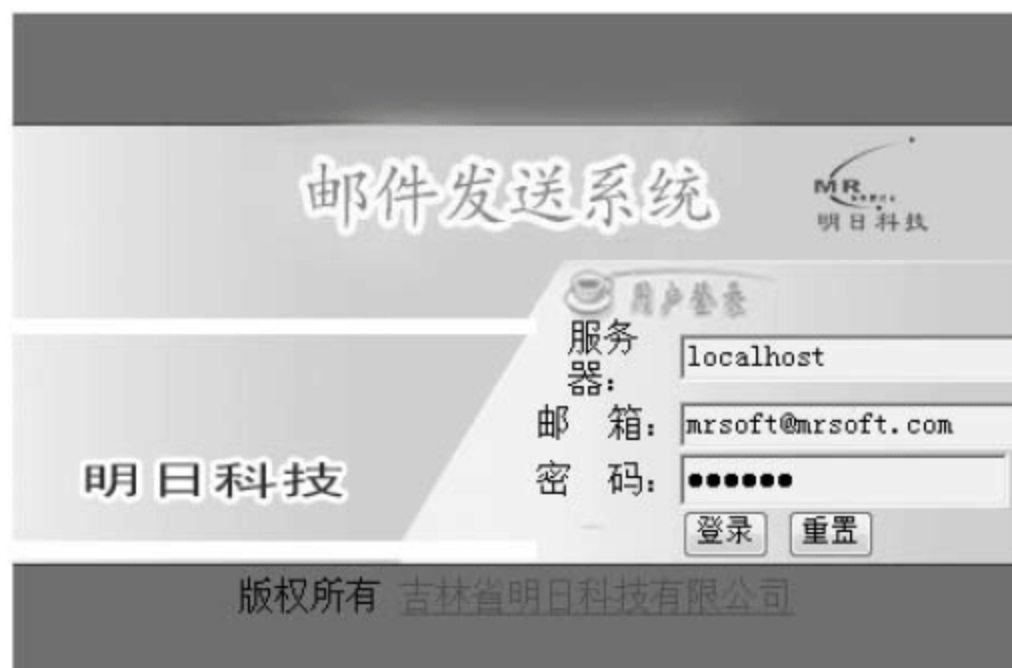 邮件发送系统
MR
明日科技
用户登录
服务
器：
localhost
邮 箱：
mrsoft@mrsoft.com
密 码：
●●●●●●
明日科技
登录 重置
版权所有 吉林省明日科技有限公司